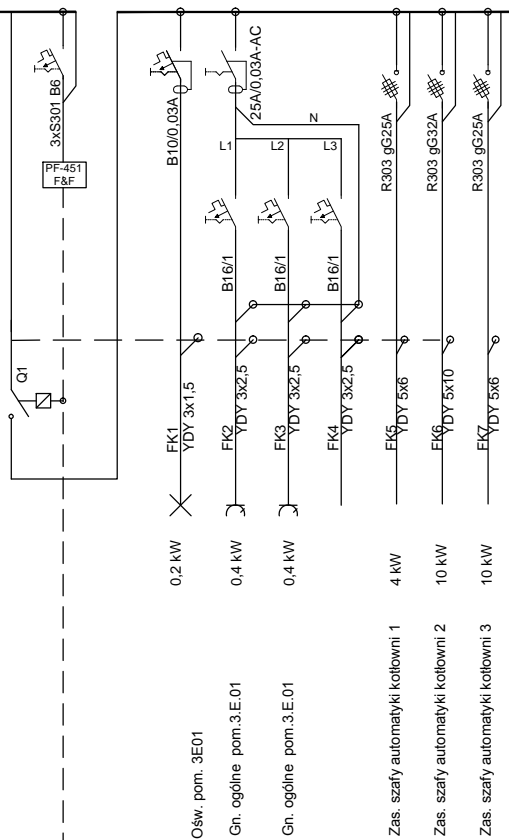 3xS301 B6
PF-451
F&F
Q1
B10/0,03A
25A/0,03A-AC
N
L1
L2
L3
B16/1
B16/1
B16/1
R303 gG25A
R303 gG32A
R303 gG25A
FK1
YDY 3x1,5
FK2
YDY 3x2,5
FK3
YDY 3x2,5
FK4
YDY 3x2,5
FK5
YDY 5x6
FK6
YDY 5x10
FK7
YDY 5x6
0,2 kW
0,4 kW
0,4 kW
4 kW
10 kW
10 kW
Ośw. pom. 3E01
Gn. ogólne pom.3.E.01
Gn. ogólne pom.3.E.01
Zas. szafy automatyki kotłowni 1
Zas. szafy automatyki kotłowni 2
Zas. szafy automatyki kotłowni 3